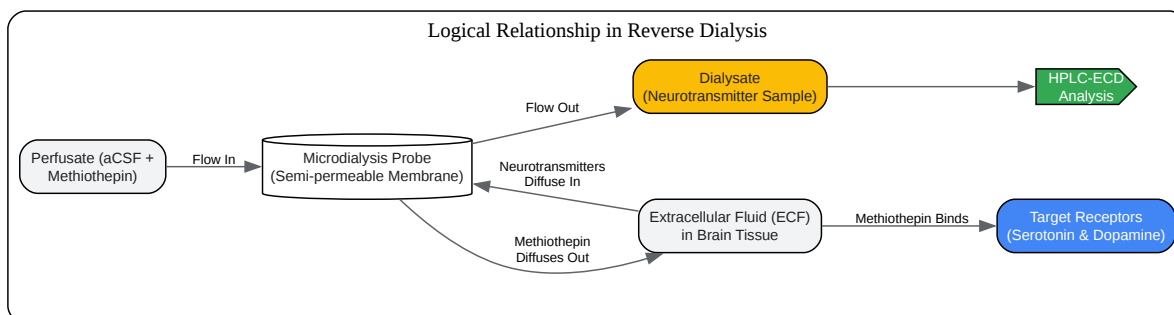 Logical Relationship in Reverse Dialysis
Dialysate
(Neurotransmitter Sample)
HPLC-ECD
Analysis
Flow Out
Perfusate (aCSF +
Methiothepin)
Flow In
Microdialysis Probe
(Semi-permeable Membrane)
Neurotransmitters
Diffuse In
Methiothepin
Diffuses Out
Extracellular Fluid (ECF)
in Brain Tissue
Methiothepin Binds
Target Receptors
(Serotonin & Dopamine)